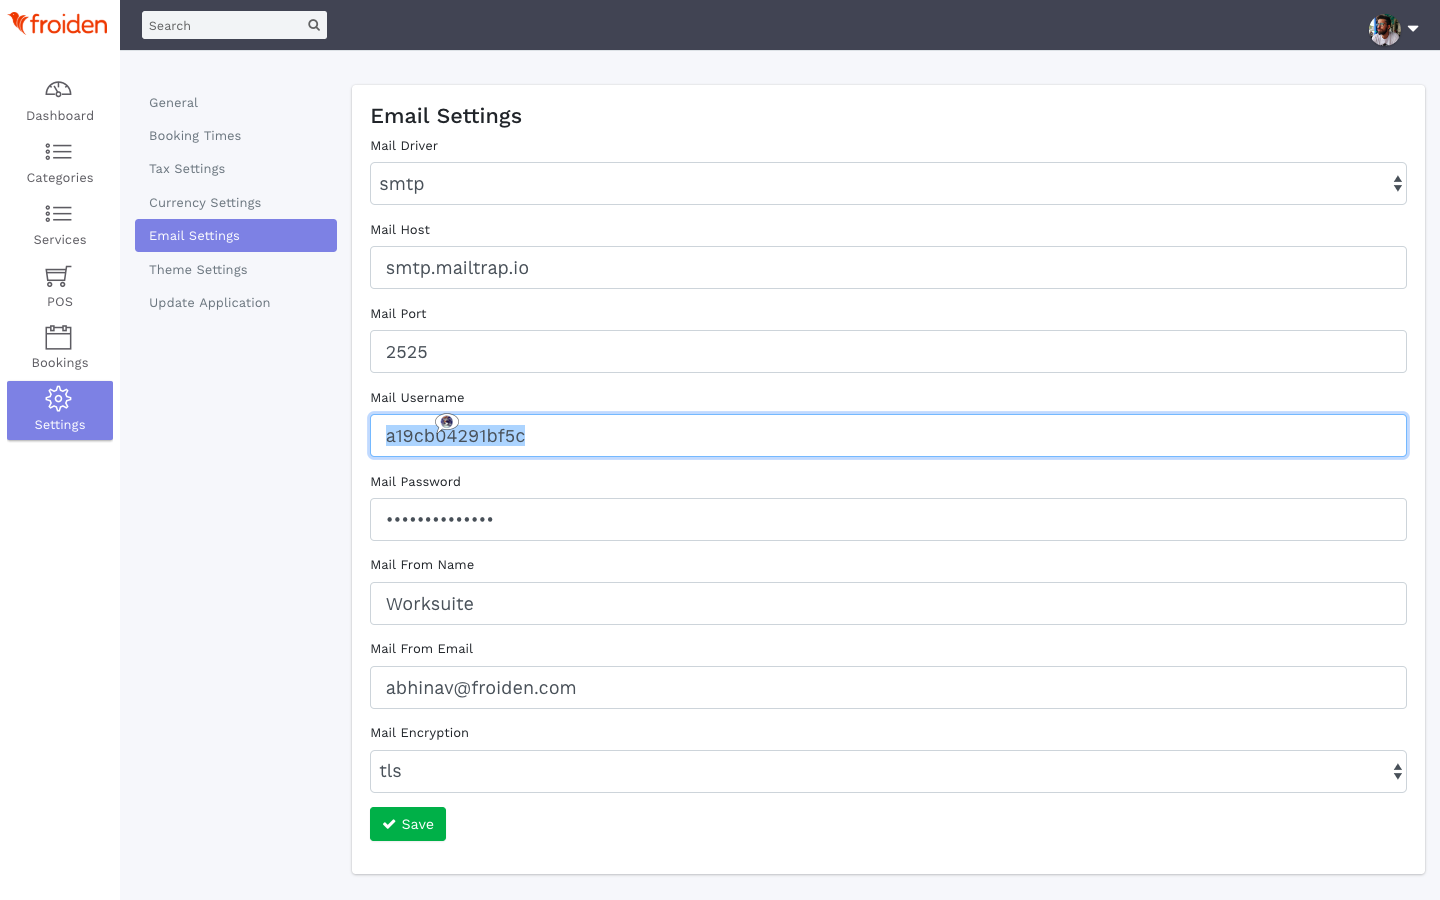 froiden
Search
Dashboard
Categories
Services
POS
Bookings
Settings
General
Booking Times
Tax Settings
Currency Settings
Email Settings
Theme Settings
Update Application
Email Settings
Mail Driver
smtp
Mail Host
smtp.mailtrap.io
Mail Port
2525
Mail Username
a19cb04291bf5c
Mail Password
••••••••••••••
Mail From Name
Worksuite
Mail From Email
abhinav@froiden.com
Mail Encryption
tls
Save